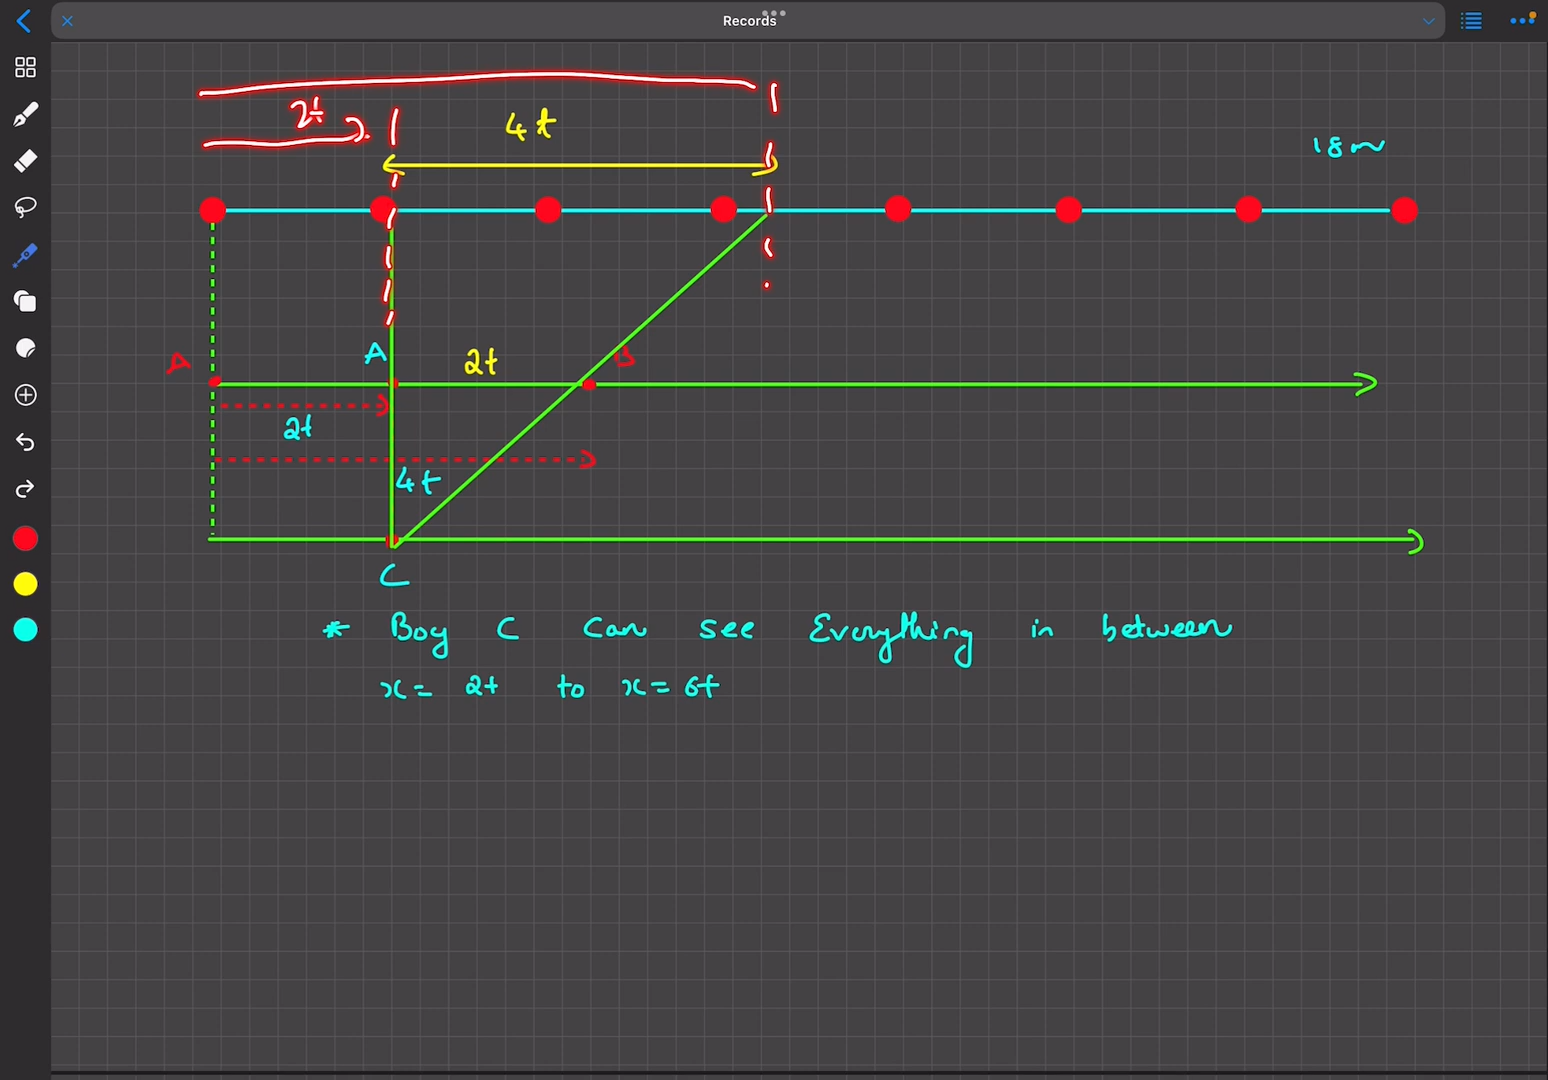 Records
2t
4t
18m
A
A
2t
B
2t
4t
C
* Boy C can see Everything in between
x = 2t to x = 6t